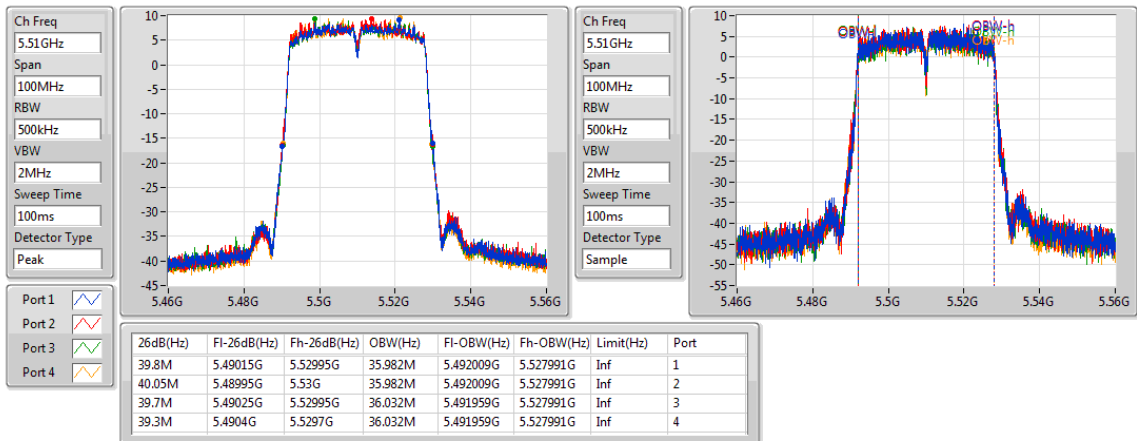 Ch Freq
5.51GHz
Span
100MHz
RBW
500kHz
VBW
2MHz
Sweep Time
100ms
Detector Type
Peak
10
5
0
-5
-10
-15
-20
-25
-30
-35
-40
-45
5.46G 5.48G 5.5G 5.52G 5.54G 5.56G
Ch Freq
5.51GHz
Span
100MHz
RBW
500kHz
VBW
2MHz
Sweep Time
100ms
Detector Type
Sample
OBW-h
OBW-h
10
5
0
-5
-10
-15
-20
-25
-30
-35
-40
-45
-50
-55
5.46G 5.48G 5.5G 5.52G 5.54G 5.56G
Port 1
Port 2
Port 3
Port 4
26dB(Hz) Fl-26dB(Hz) Fh-26dB(Hz) OBW(Hz) Fl-OBW(Hz) Fh-OBW(Hz) Limit(Hz) Port
39.8M 5.49015G 5.52995G 35.982M 5.492009G 5.527991G Inf 1
40.05M 5.48995G 5.53G 35.982M 5.492009G 5.527991G Inf 2
39.7M 5.49025G 5.52995G 36.032M 5.491959G 5.527991G Inf 3
39.3M 5.4904G 5.5297G 36.032M 5.491959G 5.527991G Inf 4